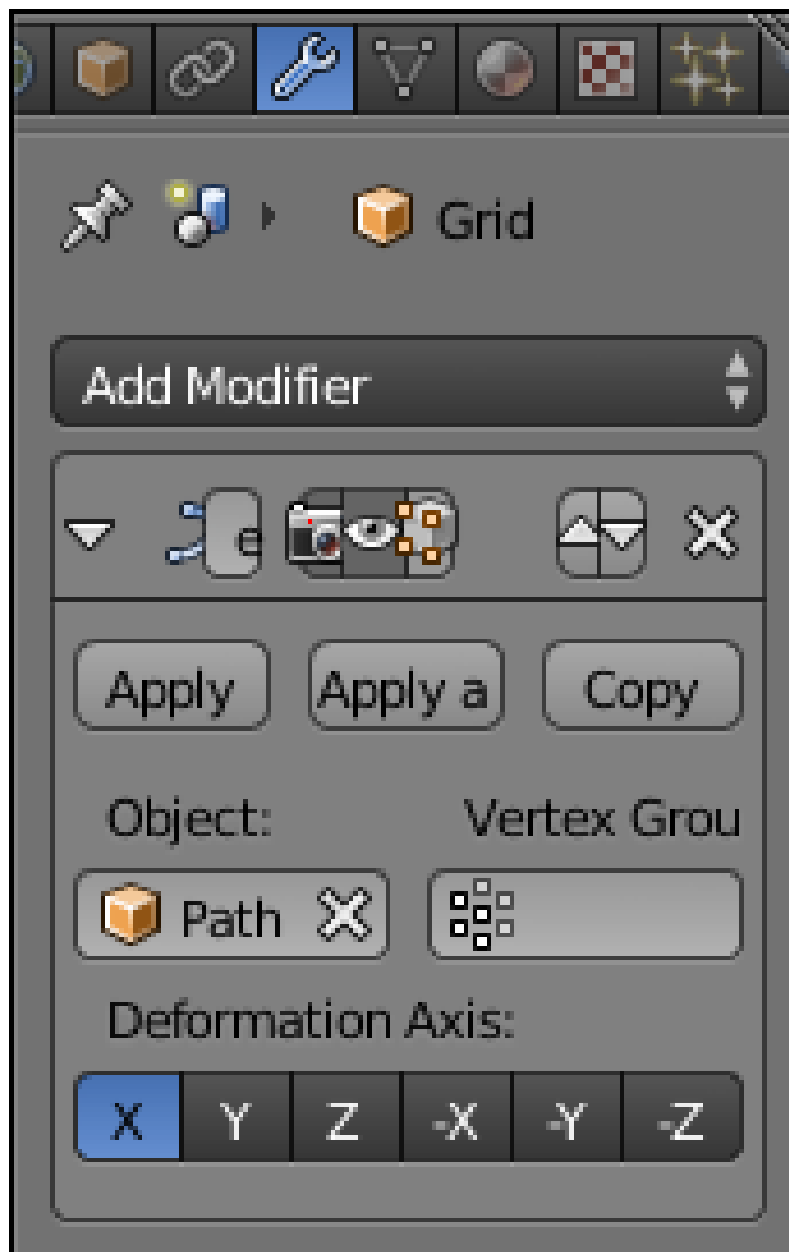 Grid
Add Modifier
e
Apply Apply a Copy
Object: Vertex Grou
Path
Deformation Axis:
X Y Z -X -Y -Z